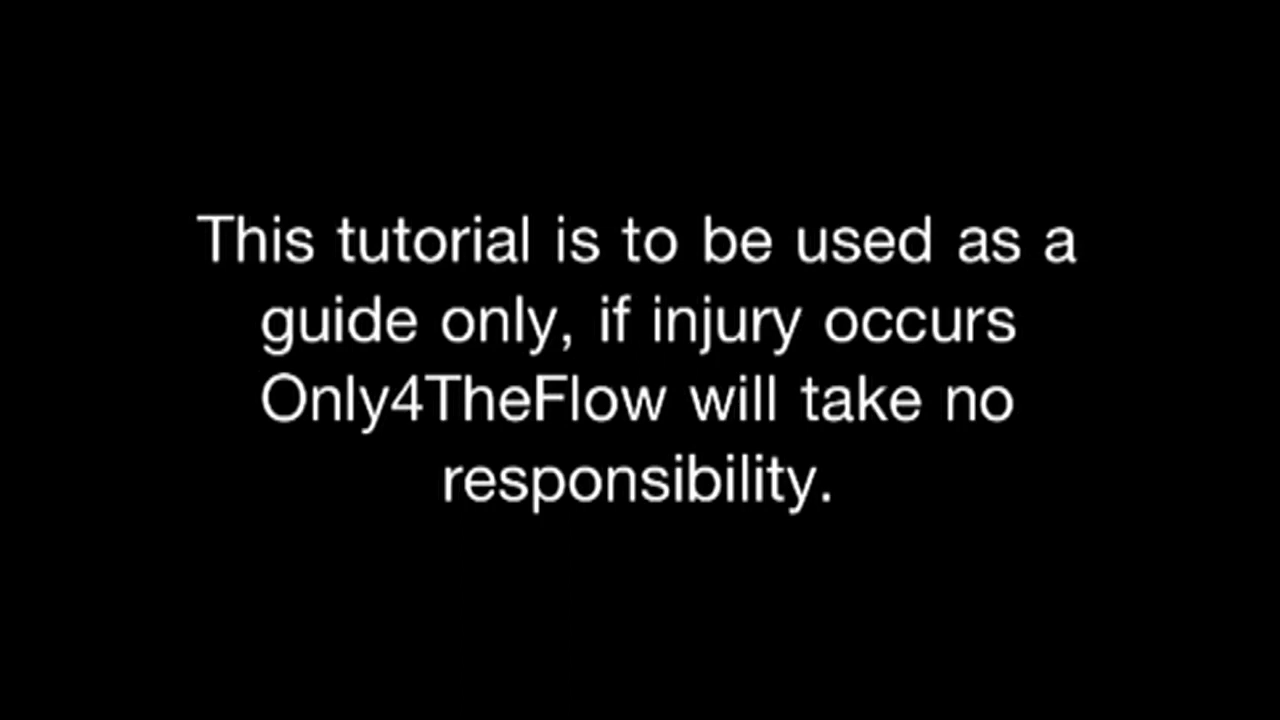 This tutorial is to be used as a
guide only, if injury occurs
Only4TheFlow will take no
responsibility.